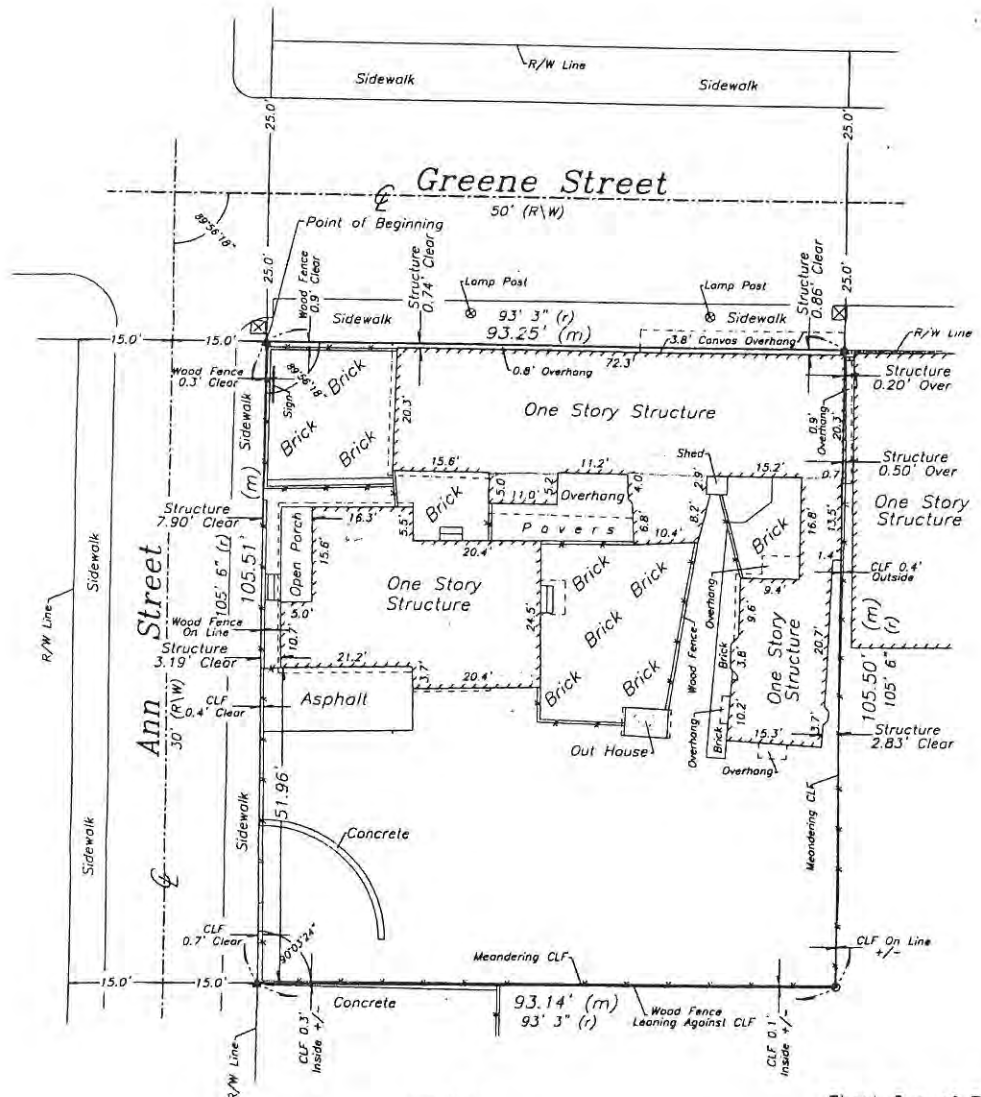 R/W Line
Sidewalk
Sidewalk
25.0'
25.0'
Greene Street
℄
50' (R\W)
89°56'18"
Point of Beginning
25.0'
25.0'
Wood Fence
0.9' Clear
Structure
0.74' Clear
Lamp Post
Lamp Post
Structure
0.86' Clear
Sidewalk
93' 3" (r)
93.25' (m)
Sidewalk
15.0'
15.0'
3.8' Canvas Overhang
R/W Line
0.8' Overhang
72.3'
Wood Fence
0.3' Clear
89°56'18"
Sign
Brick
Brick
Brick
Structure
0.20' Over
20.3'
One Story Structure
0.9'
Overhang
20.3'
Sidewalk
Shed
Structure
0.50' Over
15.6'
11.2'
15.2'
0.7'
5.0'
11.0'
5.2'
Overhang
4.0'
2.9'
One Story
Structure
Structure
7.90' Clear
16.3'
5.5'
Brick
Pavers
6.8'
8.2'
16.8'
13.5'
Brick
Open Porch
15.6'
20.4'
10.4'
1.4'
CLF 0.4'
Outside
9.4'
One Story
Structure
Brick
Brick
Brick
Brick
Brick
24.5'
5.0'
10.7'
Wood Fence
On Line
Structure
3.19' Clear
Overhang
Overhang
Wood Fence
Brick
9.6'
3.8'
One Story
Structure
20.7'
105.50' (m)
105' 6" (r)
105' 6" (r)
105.51' (m)
Ann Street
30' (R\W)
R/W Line
Sidewalk
21.2'
3.7'
20.4'
Asphalt
CLF
0.4' Clear
Out House
Overhang
Brick
10.2'
15.3'
13.7'
Overhang
Structure
2.83' Clear
Meandering CLF
51.96'
Sidewalk
Sidewalk
Concrete
℄
CLF
0.7' Clear
90°03'24"
CLF On Line
+/-
Meandering CLF
15.0'
15.0'
Concrete
93.14' (m)
93' 3" (r)
Wood Fence
Leaning Against CLF
CLF 0.3'
Inside +/-
CLF 0.1'
Inside +/-
R/W Line